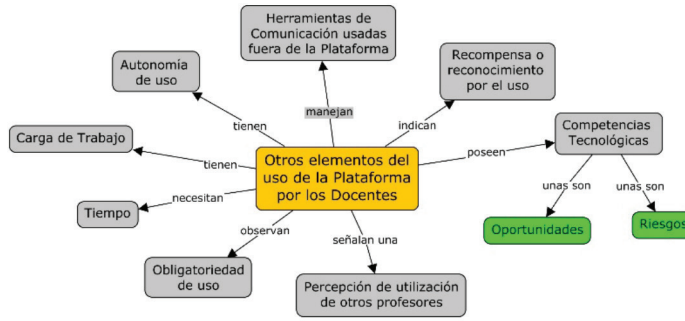 Herramientas de
Comunicación usadas
fuera de la Plataforma
Recompensa o
reconocimiento
por el uso
Autonomía
de uso
manejan
Competencias
Tecnológicas
tienen
indican
Carga de Trabajo
tienen
Otros elementos del
uso de la Plataforma
por los Docentes
poseen
unas son
unas son
necesitan
Tiempo
Oportunidades
Riesgos
observan
señalan una
Obligatoriedad
de uso
Percepción de utilización
de otros profesores